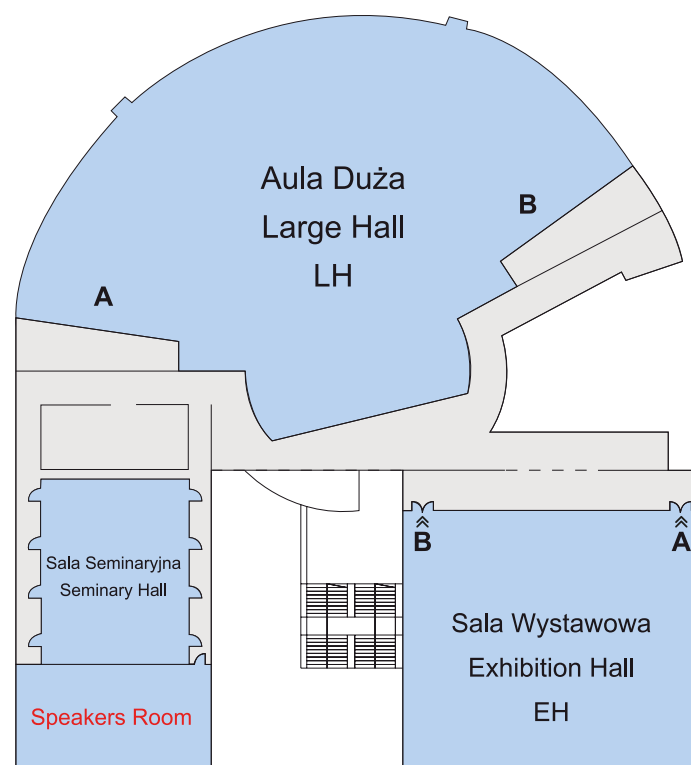 Aula Duża
Large Hall
LH
B
A
Sala Seminaryjna
Seminary Hall
Speakers Room
B
A
Sala Wystawowa
Exhibition Hall
EH